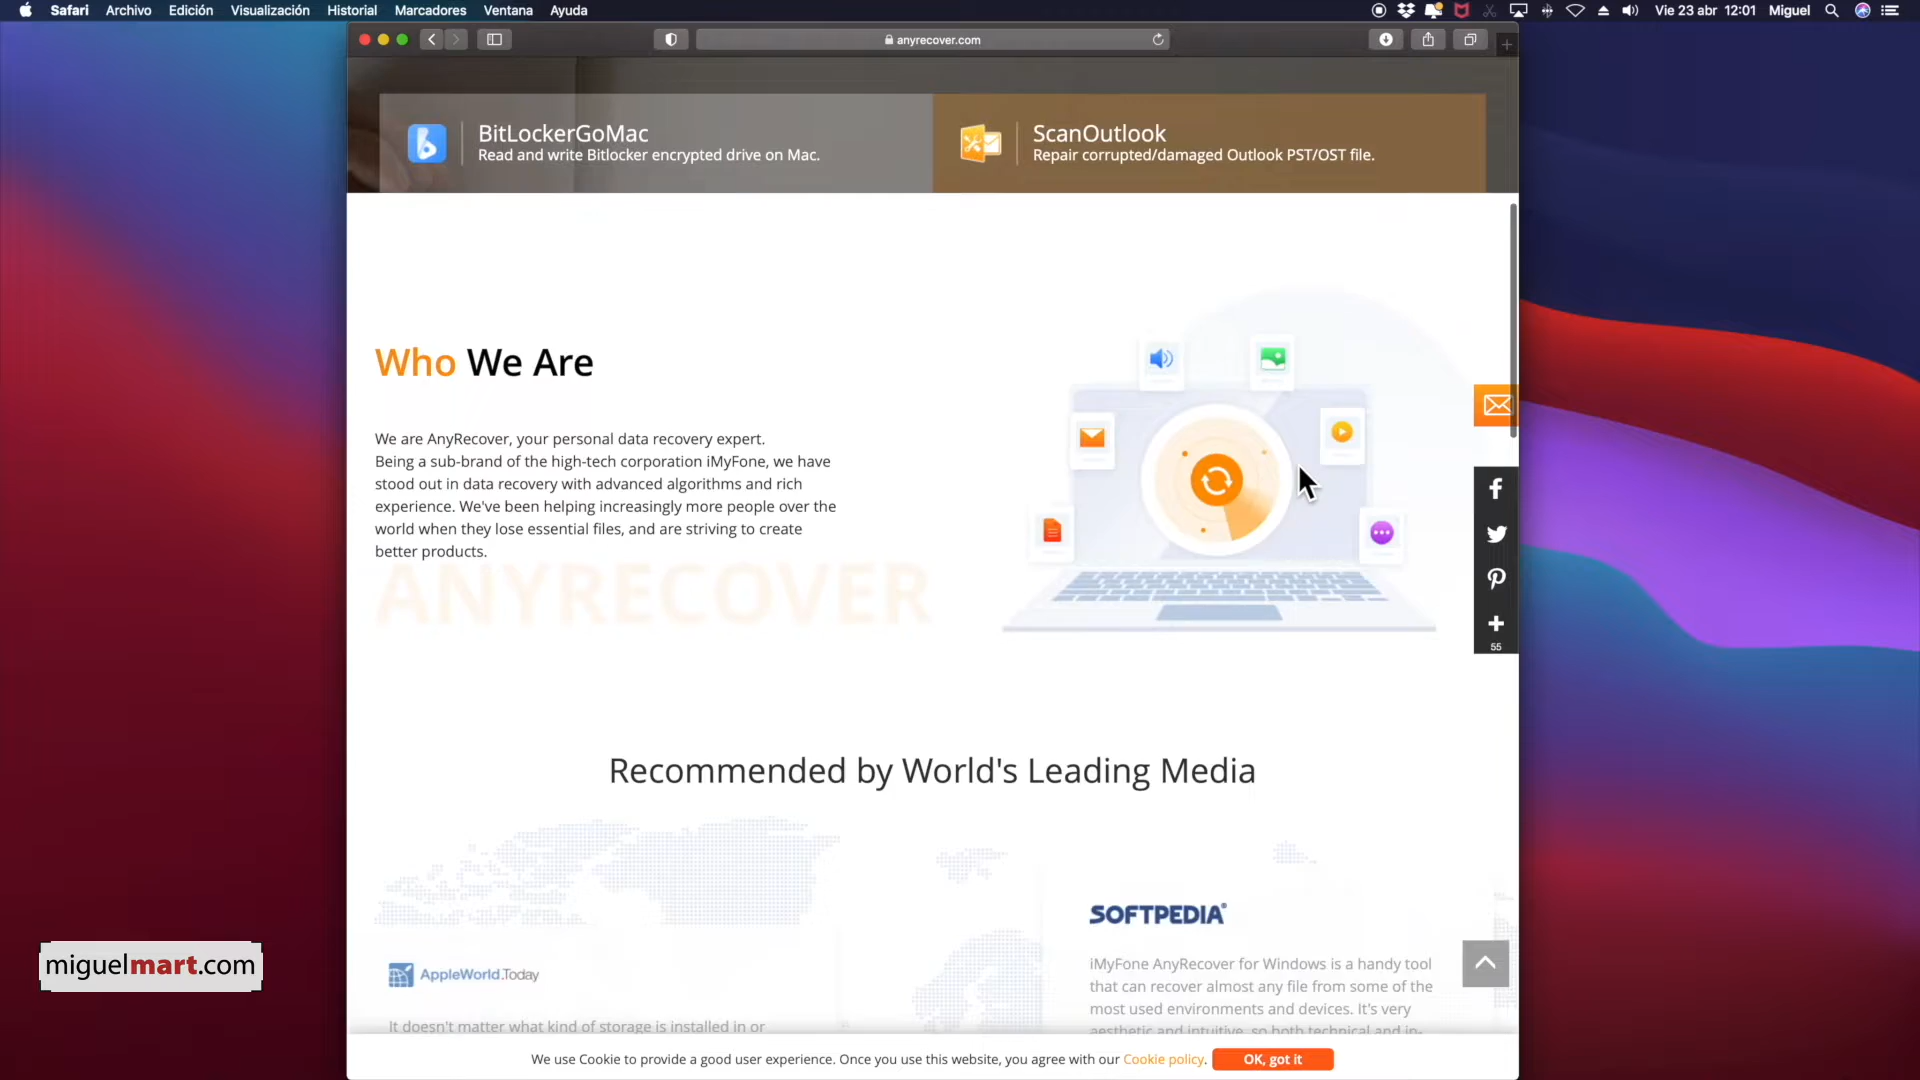 Safari Archivo Edición Visualización Historial Marcadores Ventana Ayuda Vie 23 abr 12:01 Miguel
anyrecover.com
BitLockerGoMac
Read and write Bitlocker encrypted drive on Mac.
ScanOutlook
Repair corrupted/damaged Outlook PST/OST file.
Who We Are
We are AnyRecover, your personal data recovery expert.
Being a sub-brand of the high-tech corporation iMyFone, we have
stood out in data recovery with advanced algorithms and rich
experience. We've been helping increasingly more people over the
world when they lose essential files, and are striving to create
better products.
ANYRECOVER
55
Recommended by World's Leading Media
AppleWorld.Today
It doesn't matter what kind of storage is installed in or
SOFTPEDIA®
iMyFone AnyRecover for Windows is a handy tool
that can recover almost any file from some of the
most used environments and devices. It's very
aesthetic and intuitive, so both technical and in-
We use Cookie to provide a good user experience. Once you use this website, you agree with our Cookie policy. OK, got it
miguelmart.com